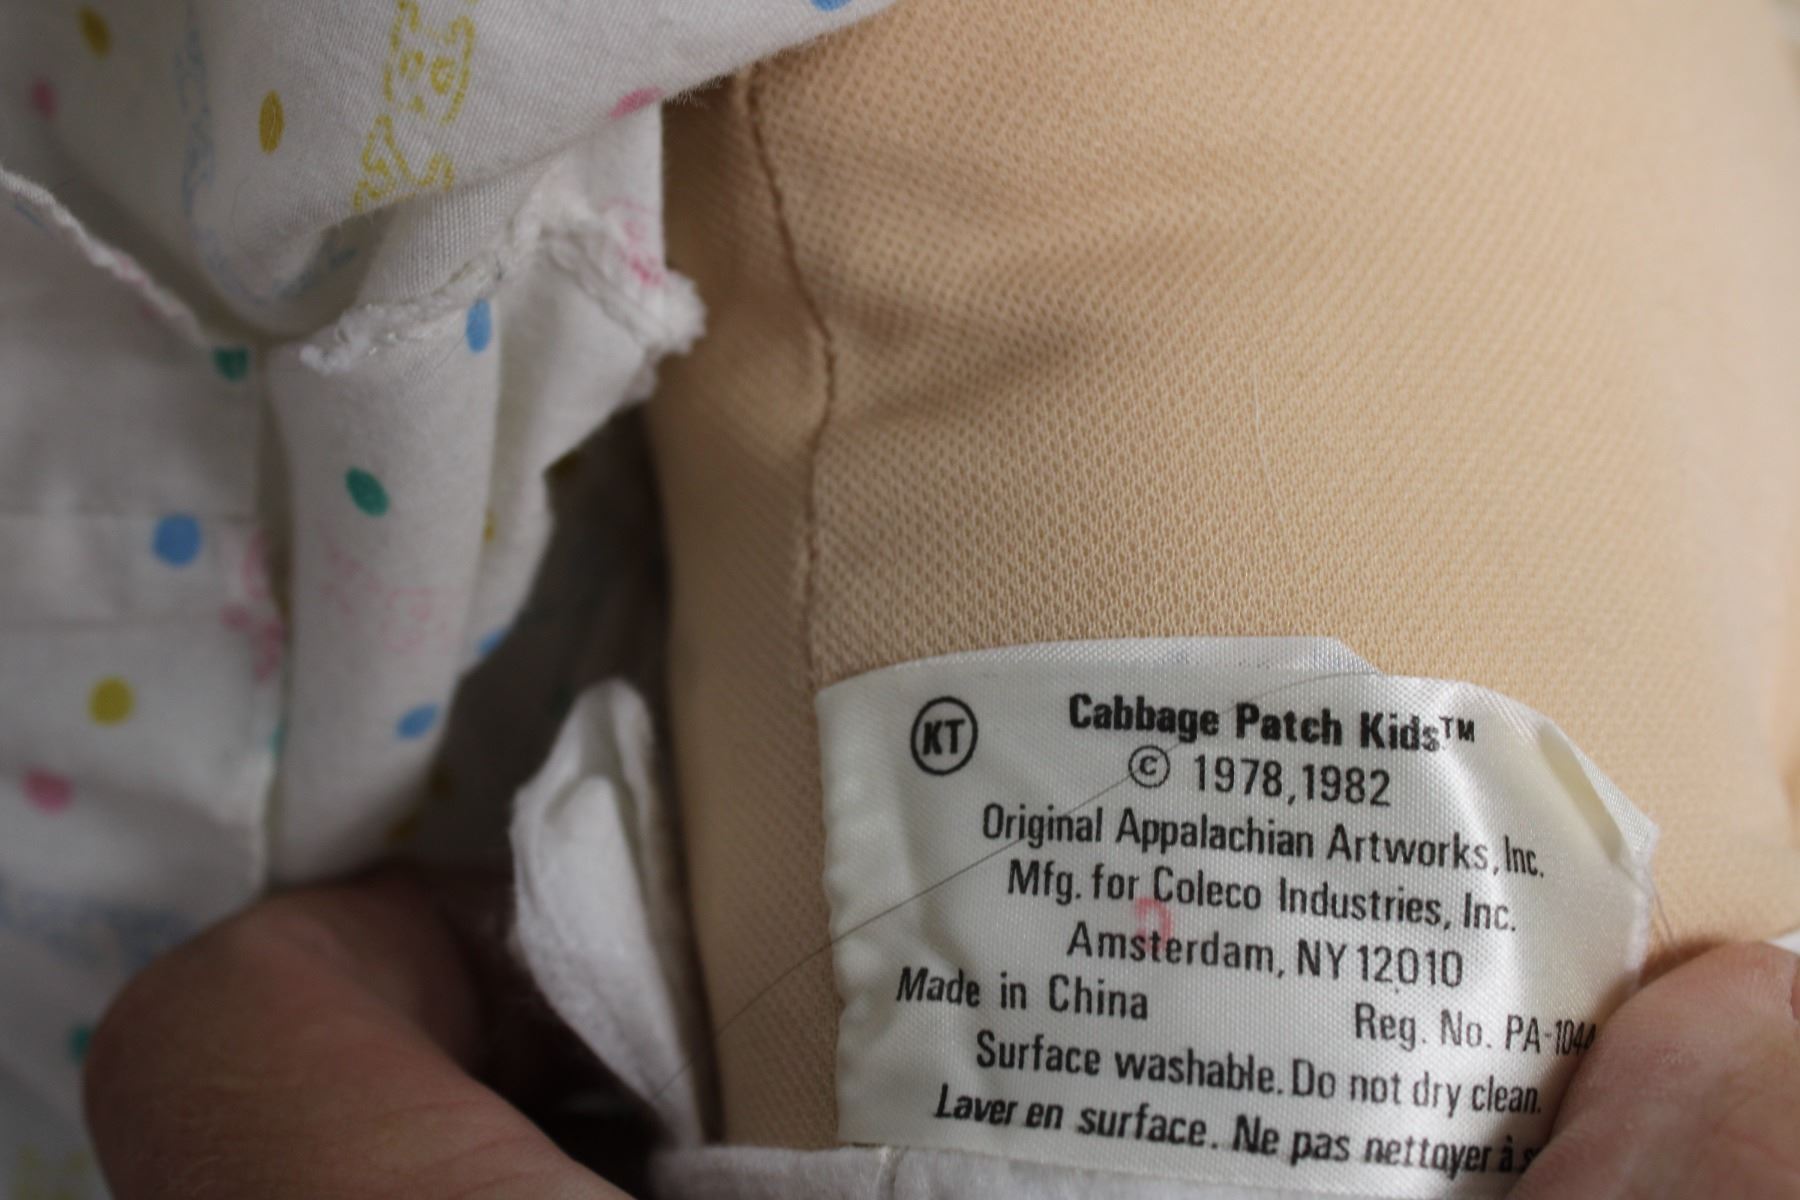 KT
Cabbage Patch Kids™
© 1978,1982
Original Appalachian Artworks, Inc.
Mfg. for Coleco Industries, Inc.
Amsterdam, NY 12010
Made in China
Reg. No. PA-1044
Surface washable. Do not dry clean.
Laver en surface. Ne pas nettoyer à